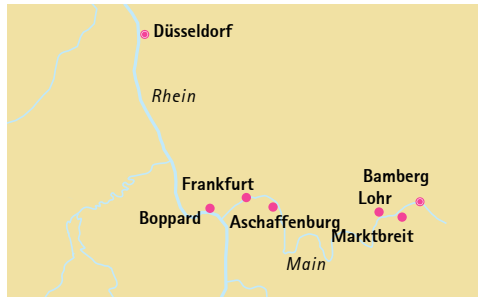 Düsseldorf
Rhein
Bamberg
Frankfurt
Lohr
Boppard
Aschaffenburg
Marktbreit
Main